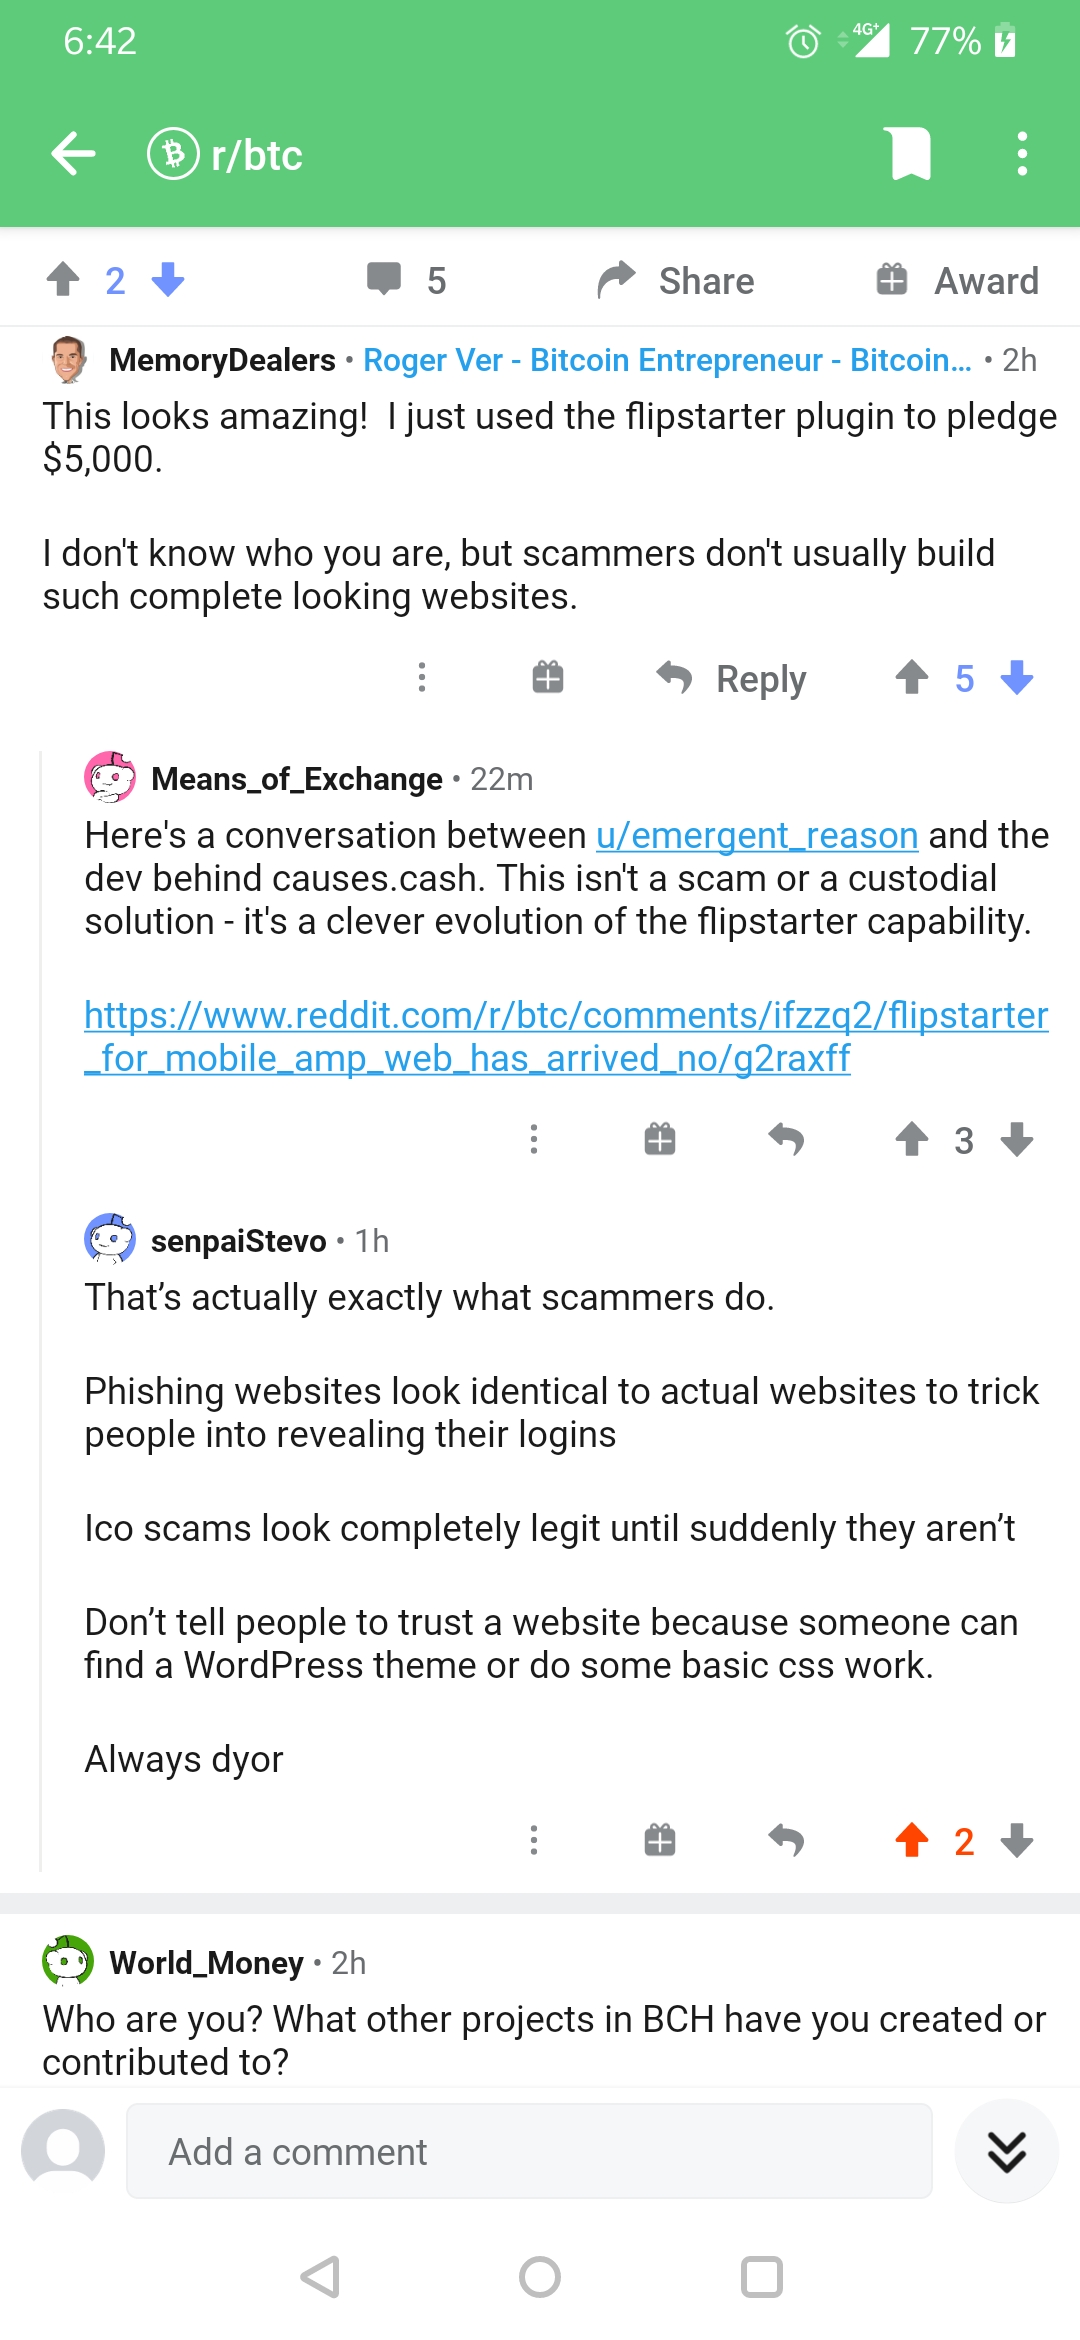 6:42
4G+ 77%
r/btc
2
5
Share
Award
MemoryDealers • Roger Ver - Bitcoin Entrepreneur - Bitcoin... • 2h
This looks amazing!  I just used the flipstarter plugin to pledge
$5,000.
I don't know who you are, but scammers don't usually build
such complete looking websites.
Reply
5
Means_of_Exchange • 22m
Here's a conversation between u/emergent_reason and the
dev behind causes.cash. This isn't a scam or a custodial
solution - it's a clever evolution of the flipstarter capability.
https://www.reddit.com/r/btc/comments/ifzzq2/flipstarter
_for_mobile_amp_web_has_arrived_no/g2raxff
3
senpaiStevo • 1h
That’s actually exactly what scammers do.
Phishing websites look identical to actual websites to trick
people into revealing their logins
Ico scams look completely legit until suddenly they aren’t
Don’t tell people to trust a website because someone can
find a WordPress theme or do some basic css work.
Always dyor
2
World_Money • 2h
Who are you? What other projects in BCH have you created or
contributed to?
Add a comment